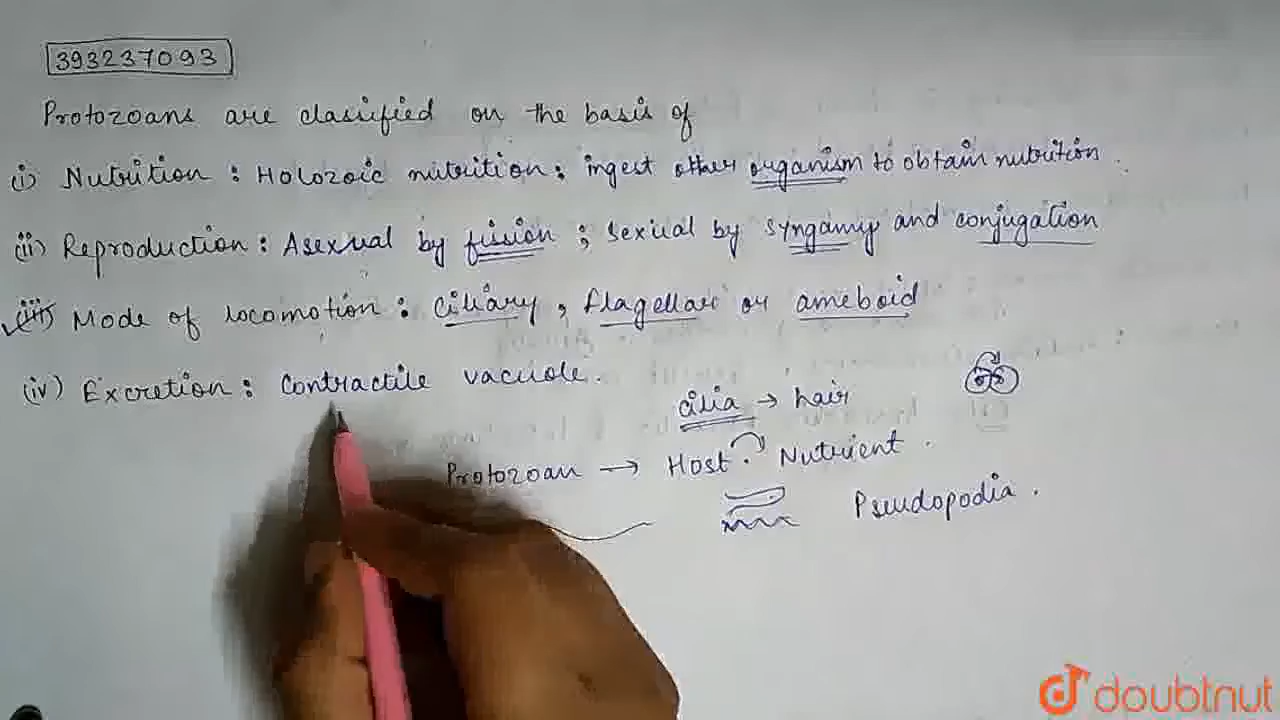 393237093
Protozoans are classified on the basis of
(i) Nutrition : Holozoic nutrition; ingest other organism to obtain nutrition.
(ii) Reproduction : Asexual by fission ; sexual by syngamy and conjugation
(iii) Mode of locomotion : ciliary, flagellar or ameboid
(iv) Excretion : Contractile vacuole.
cilia → hair
Protozoan → Host. Nutrient.
Pseudopodia.
doubtnut